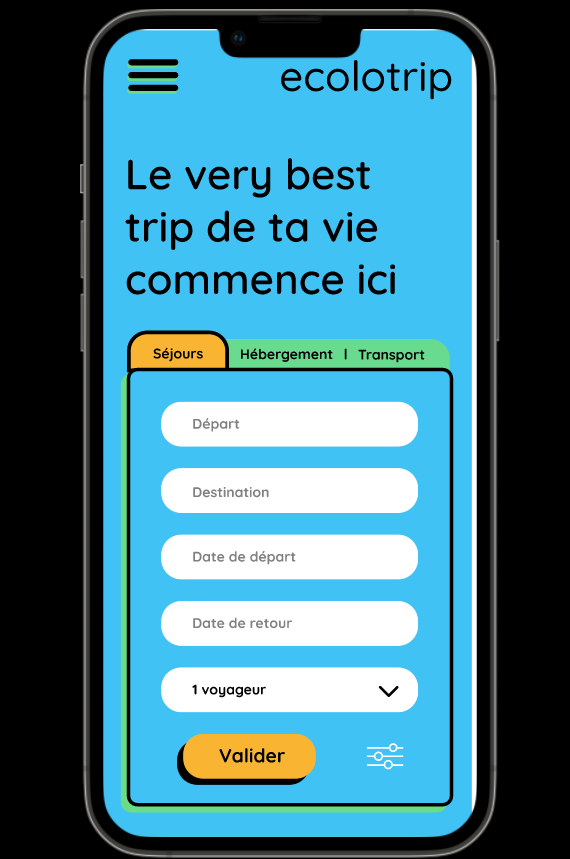 ecolotrip
Le very best
trip de ta vie
commence ici
Séjours
Hébergement | Transport
Départ
Destination
Date de départ
Date de retour
1 voyageur
Valider